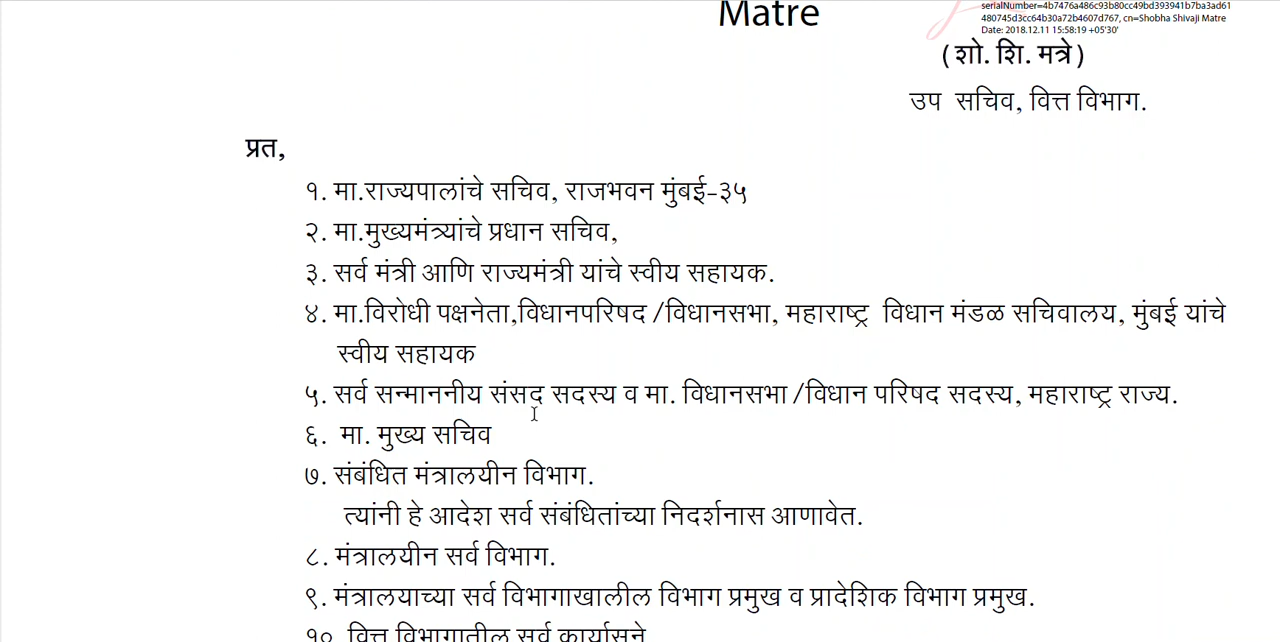 Matre
serialNumber=4b7476a486c93b80cc49bd393941b7ba3ad61
480745d3cc64b30a72b4607d767, cn=Shobha Shivaji Matre
Date: 2018.12.11 15:58:19 +05'30'
(शो. शि. मत्रे)
उप सचिव, वित्त विभाग.
प्रत,
१. मा.राज्यपालांचे सचिव, राजभवन मुंबई-३५
२. मा.मुख्यमंत्र्यांचे प्रधान सचिव,
३. सर्व मंत्री आणि राज्यमंत्री यांचे स्वीय सहायक.
४. मा.विरोधी पक्षनेता,विधानपरिषद /विधानसभा, महाराष्ट्र विधान मंडळ सचिवालय, मुंबई यांचे
स्वीय सहायक
५. सर्व सन्माननीय संसद सदस्य व मा. विधानसभा /विधान परिषद सदस्य, महाराष्ट्र राज्य.
६. मा. मुख्य सचिव
७. संबंधित मंत्रालयीन विभाग.
त्यांनी हे आदेश सर्व संबंधितांच्या निदर्शनास आणावेत.
८. मंत्रालयीन सर्व विभाग.
९. मंत्रालयाच्या सर्व विभागाखालील विभाग प्रमुख व प्रादेशिक विभाग प्रमुख.
१०. वित्त विभागातील सर्व कार्यासने